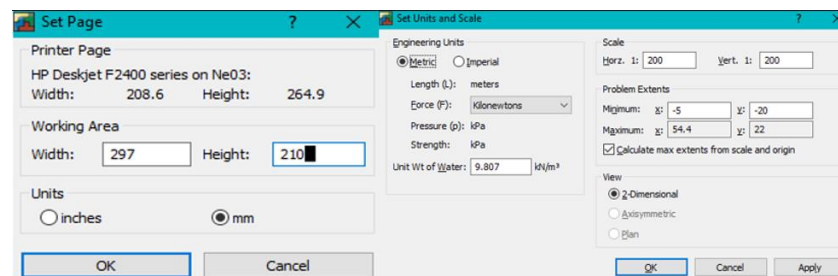 Set Page ?
Printer Page
HP Deskjet F2400 series on Ne03:
Width: 208.6 Height: 264.9
Working Area
Width: 297 Height: 210
Units
inches mm
OK Cancel
Set Units and Scale ?
Engineering Units
Metric Imperial
Length (L): meters
Force (F): Kilonewtons
Pressure (p): kPa
Strength: kPa
Unit Wt of Water: 9.807 kN/m³
Scale
Horz. 1: 200 Vert. 1: 200
Problem Extents
Minimum: x: -5 y: -20
Maximum: x: 54.4 y: 22
Calculate max extents from scale and origin
View
2-Dimensional
Axisymmetric
Plan
OK Cancel Apply